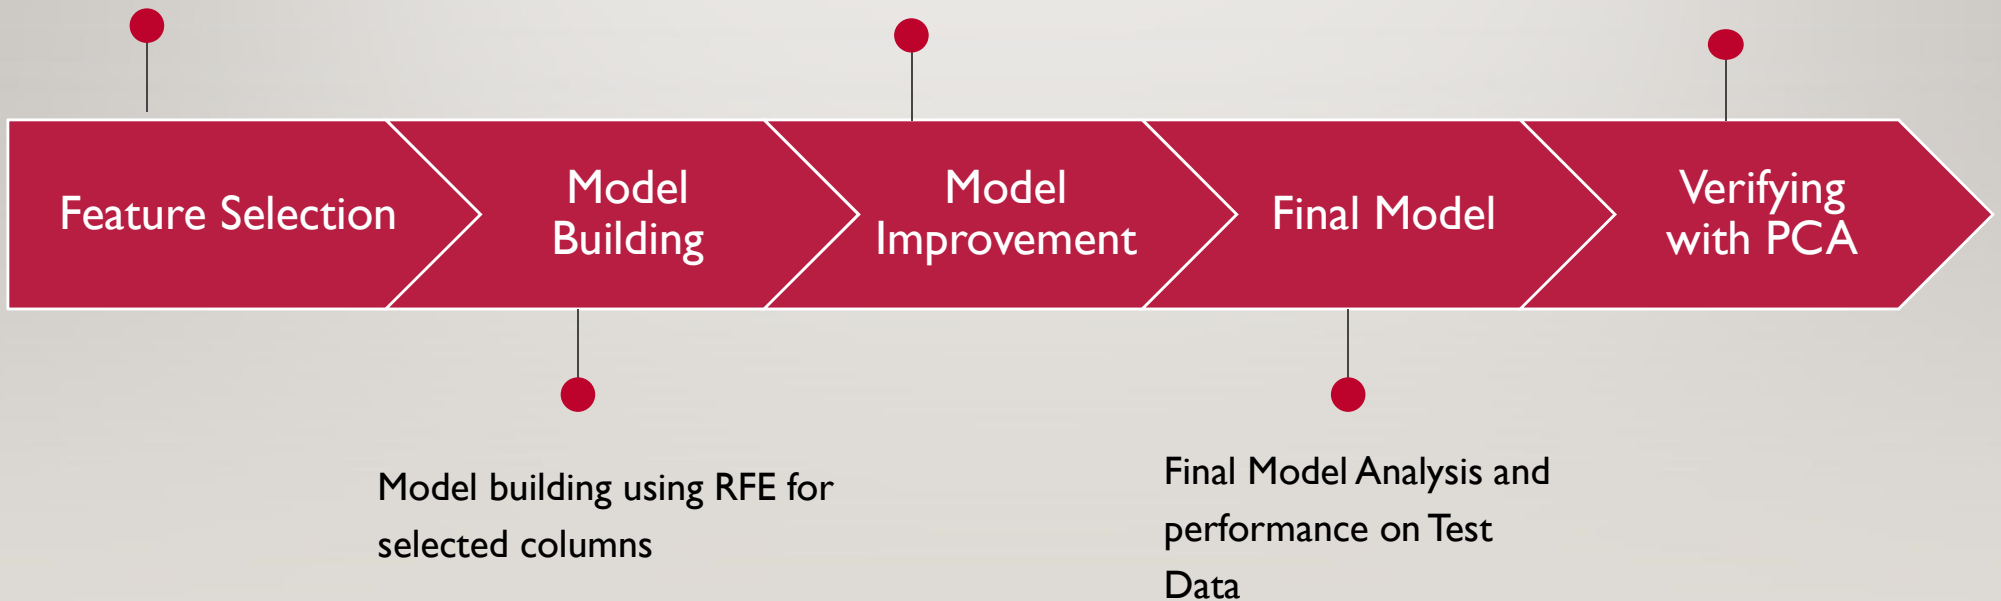 Feature Selection
Model
Building
Model
Improvement
Final Model
Verifying
with PCA
Model building using RFE for
selected columns
Final Model Analysis and
performance on Test
Data